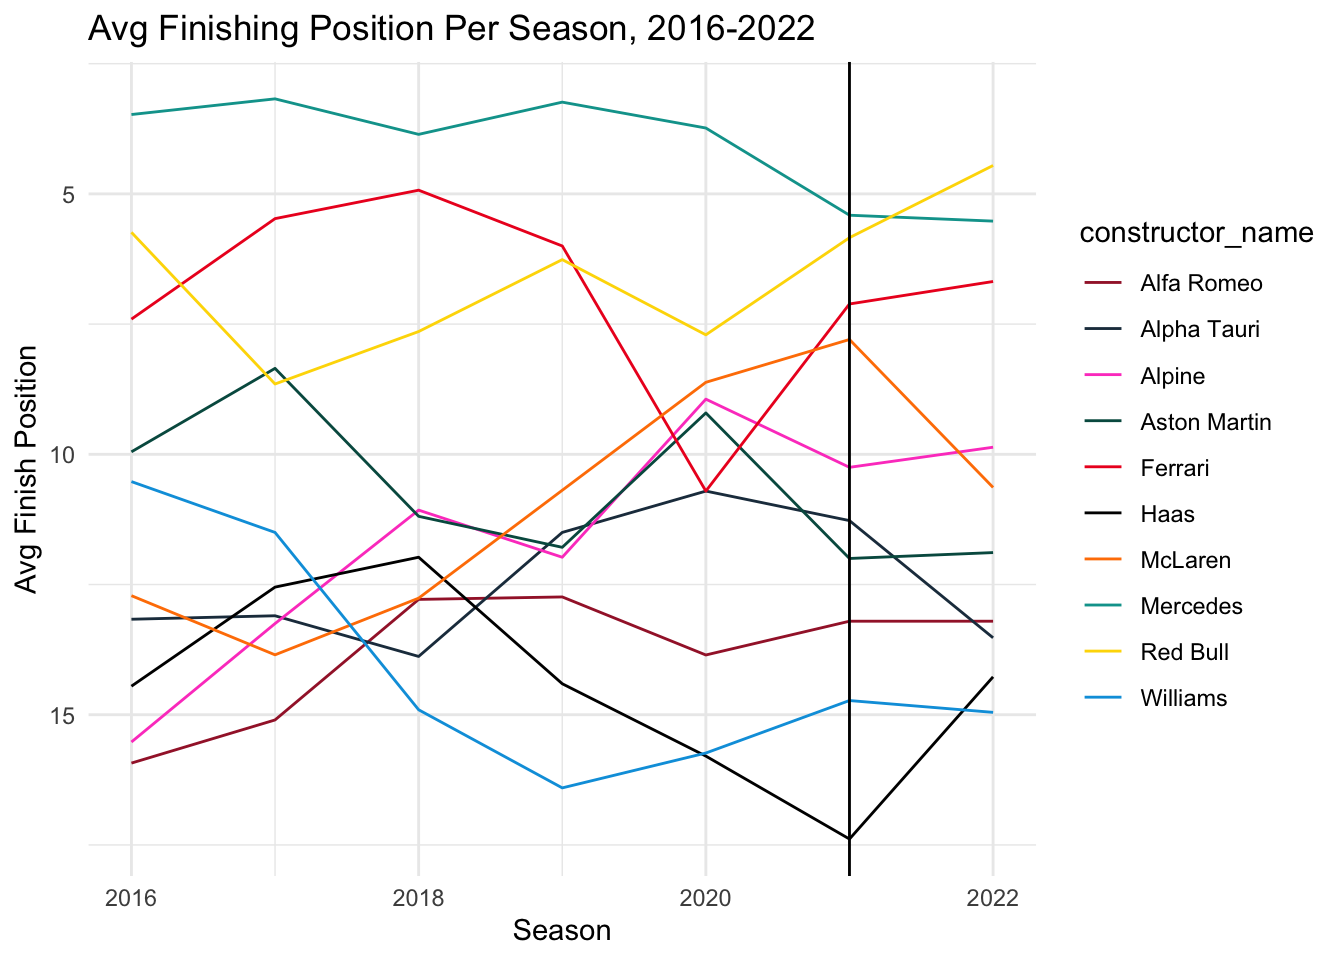 Avg Finishing Position Per Season, 2016-2022
5
10
15
Avg Finish Position
2016
2018
2020
2022
Season
constructor_name
Alfa Romeo
Alpha Tauri
Alpine
Aston Martin
Ferrari
Haas
McLaren
Mercedes
Red Bull
Williams